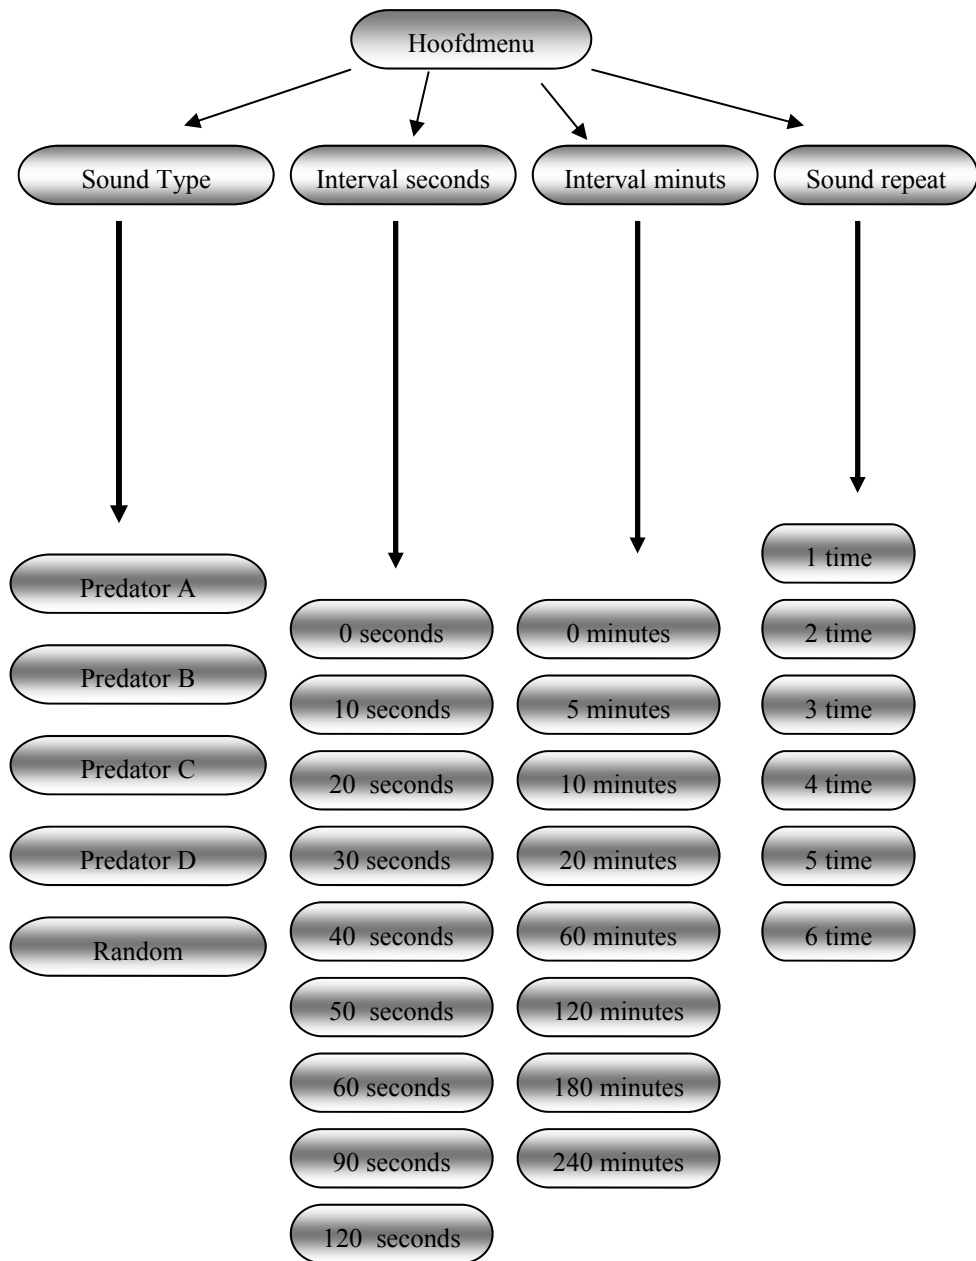 Hoofdmenu
Sound Type
Interval seconds
Interval minuts
Sound repeat
Predator A
Predator B
Predator C
Predator D
Random
0 seconds
10 seconds
20 seconds
30 seconds
40 seconds
50 seconds
60 seconds
90 seconds
120 seconds
0 minutes
5 minutes
10 minutes
20 minutes
60 minutes
120 minutes
180 minutes
240 minutes
1 time
2 time
3 time
4 time
5 time
6 time